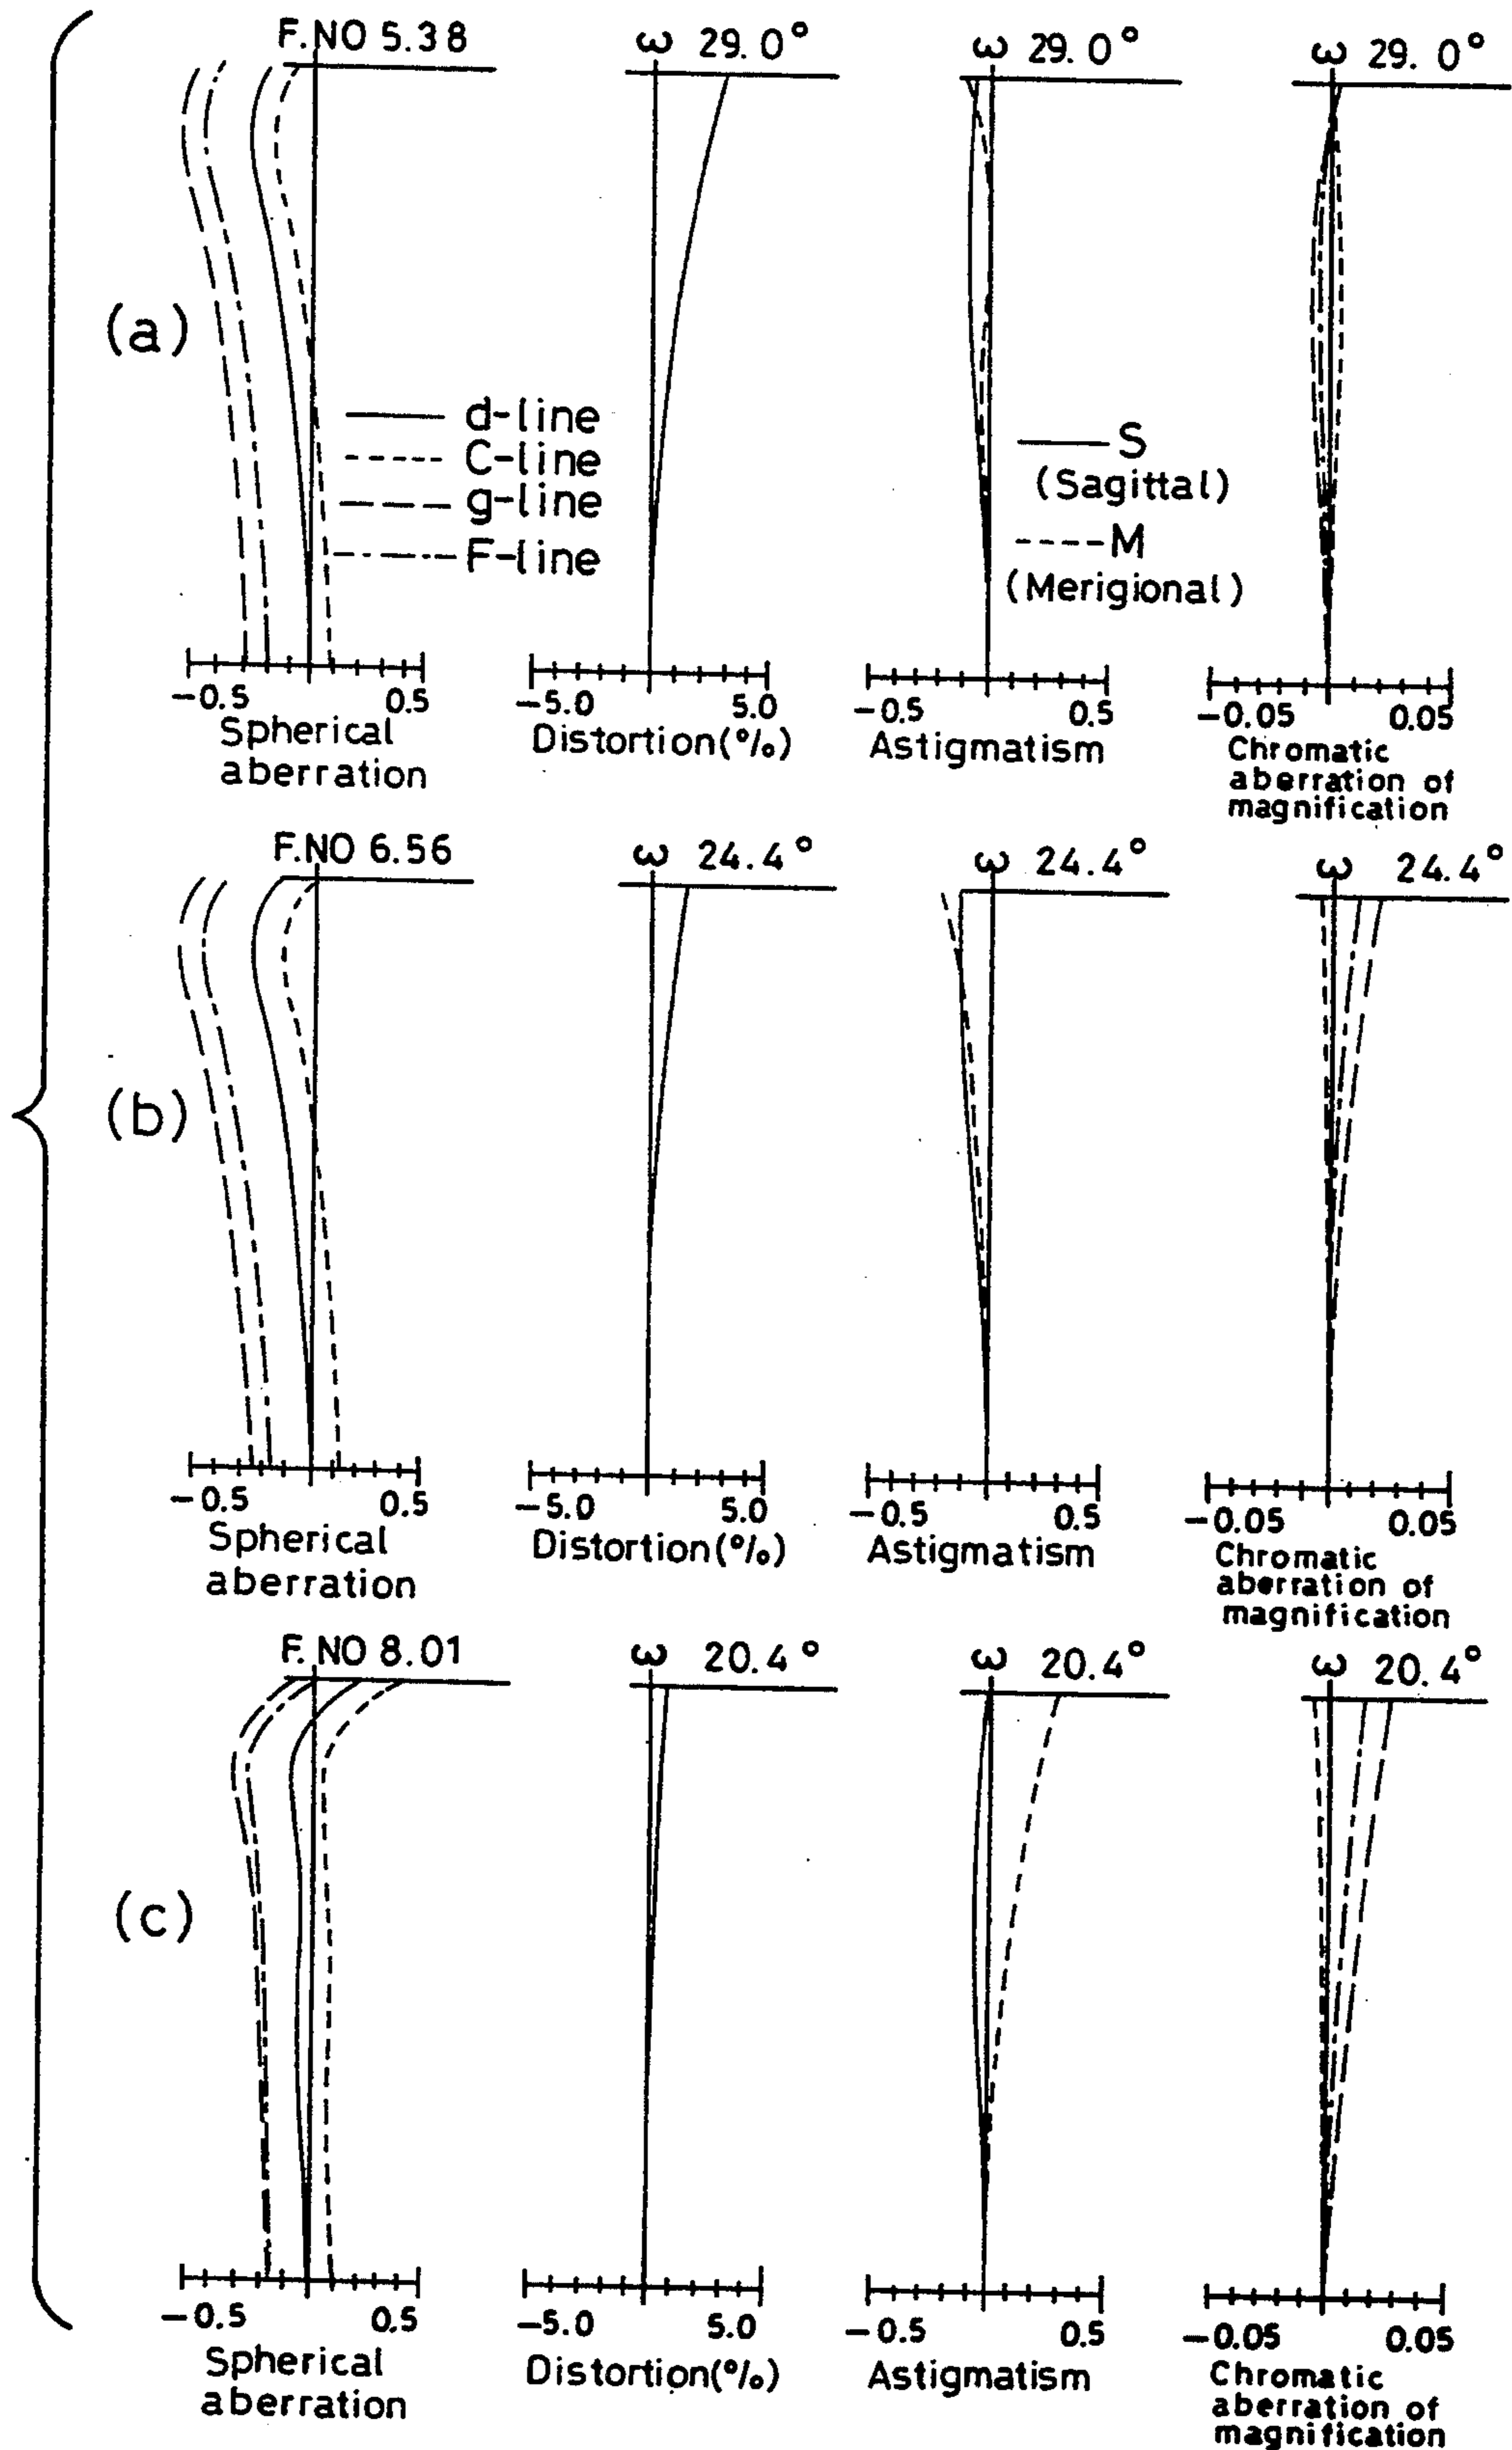 F.NO 5.38
ω 29.0°
ω 29.0°
ω 29.0°
(a)
d-line
C-line
g-line
F-line
S
(Sagittal)
M
(Merigional)
-0.5 0.5
Spherical
aberration
-5.0 5.0
Distortion(%)
-0.5 0.5
Astigmatism
-0.05 0.05
Chromatic
aberration of
magnification
F.NO 6.56
ω 24.4°
ω 24.4°
ω 24.4°
(b)
-0.5 0.5
Spherical
aberration
-5.0 5.0
Distortion(%)
-0.5 0.5
Astigmatism
-0.05 0.05
Chromatic
aberration of
magnification
F.NO 8.01
ω 20.4°
ω 20.4°
ω 20.4°
(c)
-0.5 0.5
Spherical
aberration
-5.0 5.0
Distortion(%)
-0.5 0.5
Astigmatism
-0.05 0.05
Chromatic
aberration of
magnification